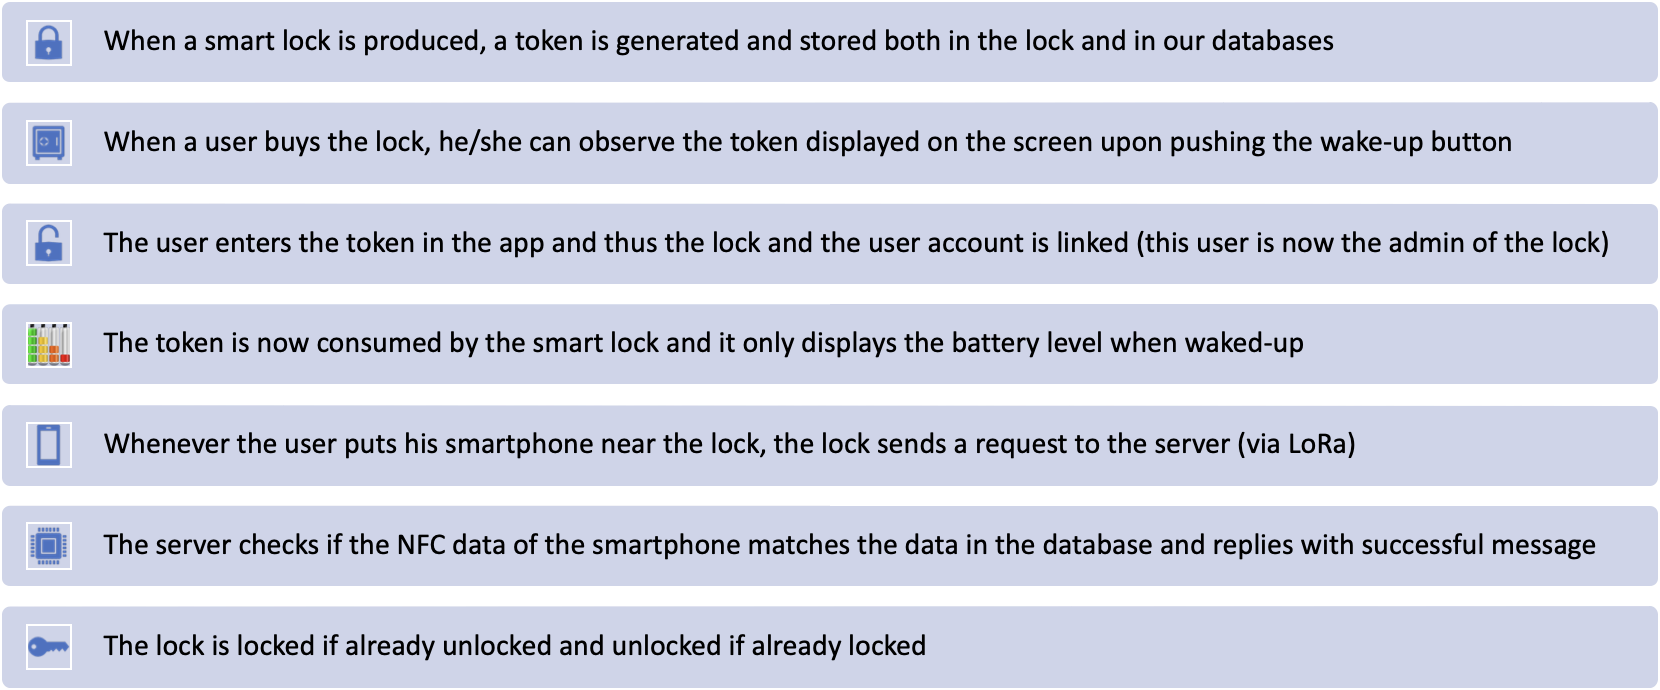 When a smart lock is produced, a token is generated and stored both in the lock and in our databases
When a user buys the lock, he/she can observe the token displayed on the screen upon pushing the wake-up button
The user enters the token in the app and thus the lock and the user account is linked (this user is now the admin of the lock)
The token is now consumed by the smart lock and it only displays the battery level when waked-up
Whenever the user puts his smartphone near the lock, the lock sends a request to the server (via LoRa)
The server checks if the NFC data of the smartphone matches the data in the database and replies with successful message
The lock is locked if already unlocked and unlocked if already locked